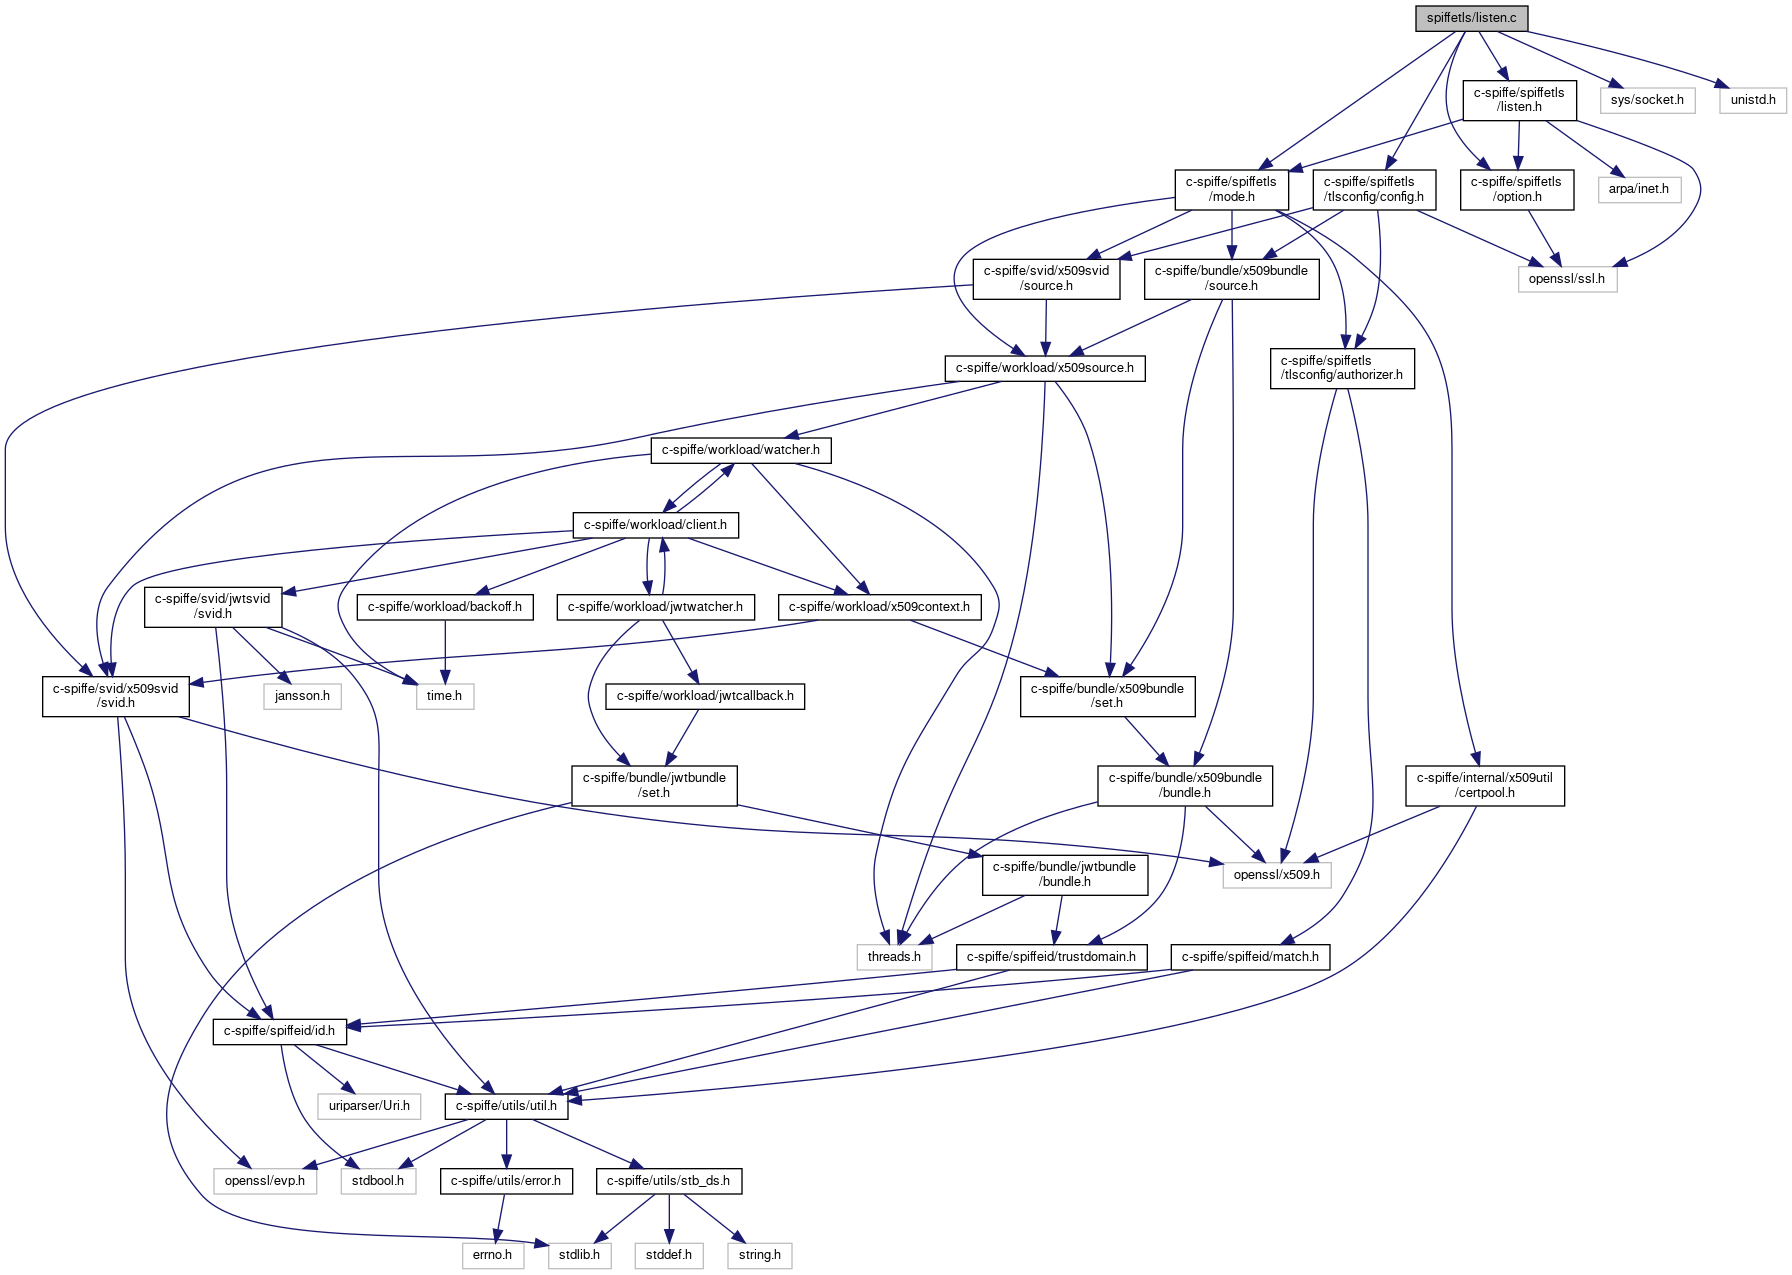 spiffetls/listen.c
c-spiffe/spiffetls
/listen.h
sys/socket.h
unistd.h
c-spiffe/spiffetls
/mode.h
c-spiffe/spiffetls
/tlsconfig/config.h
c-spiffe/spiffetls
/option.h
arpa/inet.h
c-spiffe/svid/x509svid
/source.h
c-spiffe/bundle/x509bundle
/source.h
openssl/ssl.h
c-spiffe/workload/x509source.h
c-spiffe/spiffetls
/tlsconfig/authorizer.h
c-spiffe/workload/watcher.h
c-spiffe/workload/client.h
c-spiffe/svid/jwtsvid
/svid.h
c-spiffe/workload/backoff.h
c-spiffe/workload/jwtwatcher.h
c-spiffe/workload/x509context.h
c-spiffe/svid/x509svid
/svid.h
jansson.h
time.h
c-spiffe/workload/jwtcallback.h
c-spiffe/bundle/x509bundle
/set.h
c-spiffe/bundle/jwtbundle
/set.h
c-spiffe/bundle/x509bundle
/bundle.h
c-spiffe/internal/x509util
/certpool.h
c-spiffe/bundle/jwtbundle
/bundle.h
openssl/x509.h
threads.h
c-spiffe/spiffeid/trustdomain.h
c-spiffe/spiffeid/match.h
c-spiffe/spiffeid/id.h
uriparser/Uri.h
c-spiffe/utils/util.h
openssl/evp.h
stdbool.h
c-spiffe/utils/error.h
c-spiffe/utils/stb_ds.h
errno.h
stdlib.h
stddef.h
string.h